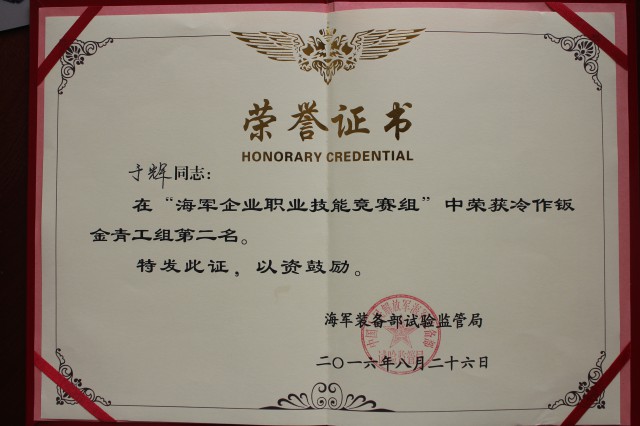 荣誉证书
HONORARY CREDENTIAL
于辉同志：
在“海军企业职业技能竞赛组”中荣获冷作钣
金青工组第二名。
特发此证，以资鼓励。
海军装备部试验监管局
二〇一六年八月二十六日